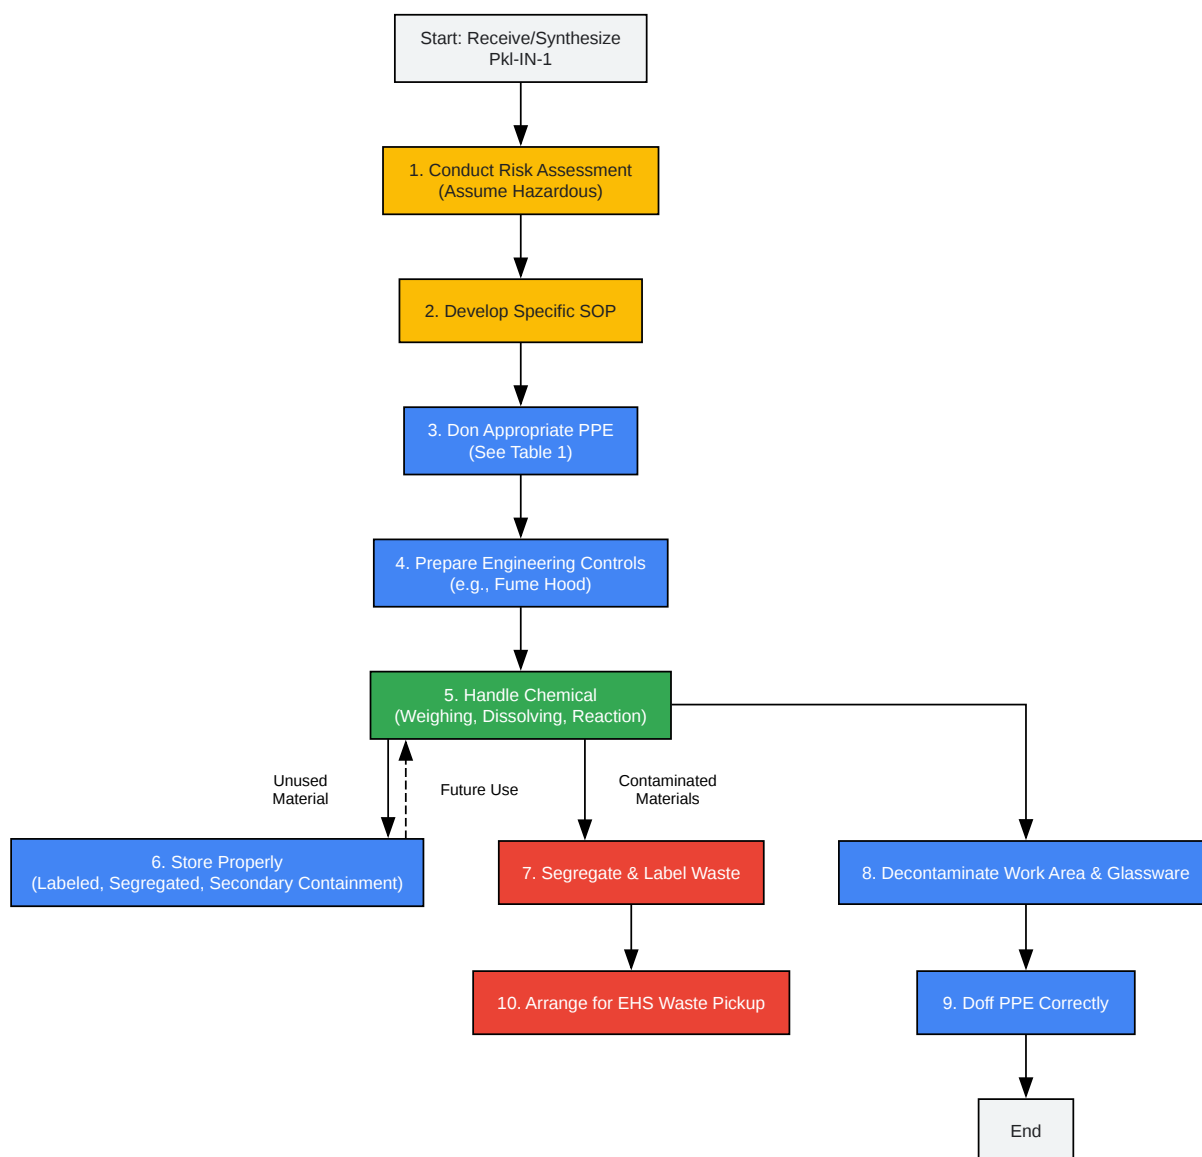 Start: Receive/Synthesize
Pkl-IN-1
1. Conduct Risk Assessment
(Assume Hazardous)
2. Develop Specific SOP
3. Don Appropriate PPE
(See Table 1)
4. Prepare Engineering Controls
(e.g., Fume Hood)
5. Handle Chemical
(Weighing, Dissolving, Reaction)
Unused
Material
Future Use
Contaminated
Materials
6. Store Properly
(Labeled, Segregated, Secondary Containment)
7. Segregate & Label Waste
8. Decontaminate Work Area & Glassware
10. Arrange for EHS Waste Pickup
9. Doff PPE Correctly
End